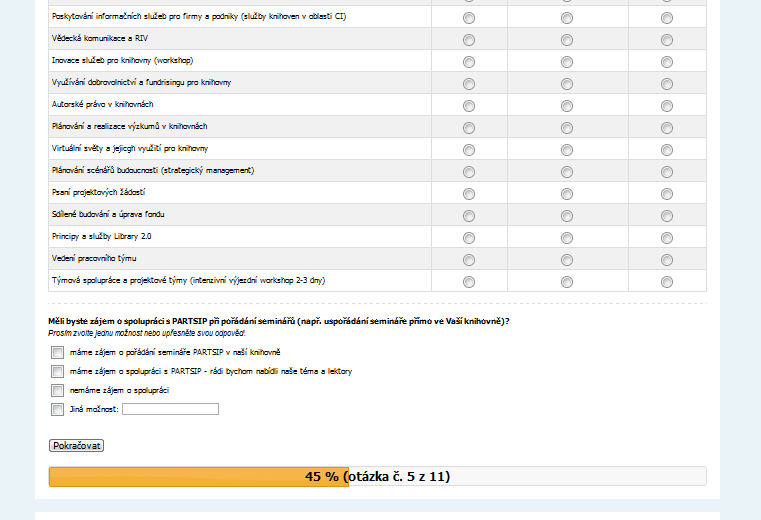 Poskytování informačních služeb pro firmy a podniky (služby knihoven v oblasti CI)
Vědecká komunikace a RIV
Inovace služeb pro knihovny (workshop)
Využívání dobrovolnictví a fundrisingu pro knihovny
Autorské právo v knihovnách
Plánování a realizace výzkumů v knihovnách
Virtuální světy a jejicgh využití pro knihovny
Plánování scénářů budoucnosti (strategický management)
Psaní projektových žádostí
Sdílené budování a úprava fondu
Principy a služby Library 2.0
Vedení pracovního týmu
Týmová spolupráce a projektové týmy (intenzivní výjezdní workshop 2-3 dny)
Měli byste zájem o spolupráci s PARTSIP při pořádání seminářů (např. uspořádání semináře přímo ve Vaší knihovně)?
Prosím zvolte jednu možnost nebo upřesněte svou odpověď.
máme zájem o pořádání semináře PARTSIP v naší knihovně
máme zájem o spolupráci s PARTSIP - rádi bychom nabídli naše téma a lektory
nemáme zájem o spolupráci
Jiná možnost:
Pokračovat
45 % (otázka č. 5 z 11)